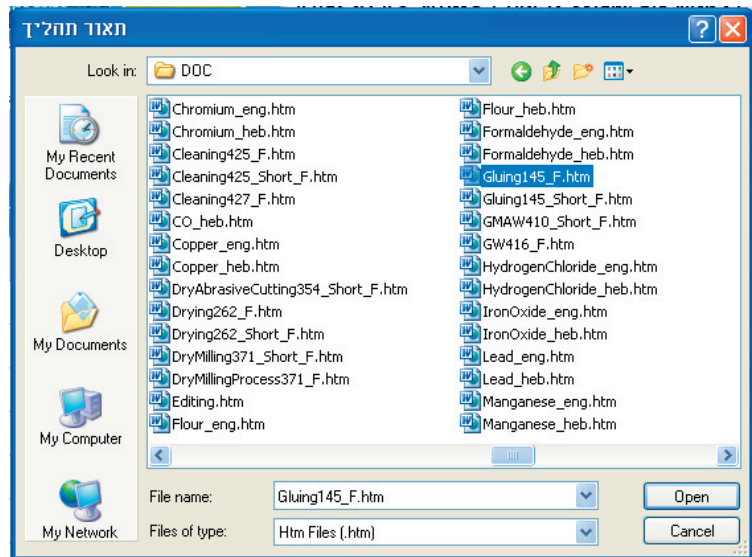 תאור תהליך
Look in:
DOC
My Recent
Documents
Desktop
My Documents
My Computer
My Network
Chromium_eng.htm
Chromium_heb.htm
Cleaning425_F.htm
Cleaning425_Short_F.htm
Cleaning427_F.htm
CO_heb.htm
Copper_eng.htm
Copper_heb.htm
DryAbrasiveCutting354_Short_F.htm
Drying262_F.htm
Drying262_Short_F.htm
DryMilling371_Short_F.htm
DryMillingProcess371_F.htm
Editing.htm
Flour_eng.htm
Flour_heb.htm
Formaldehyde_eng.htm
Formaldehyde_heb.htm
Gluing145_F.htm
Gluing145_Short_F.htm
GMAW410_Short_F.htm
GW416_F.htm
HydrogenChloride_eng.htm
HydrogenChloride_heb.htm
IronOxide_eng.htm
IronOxide_heb.htm
Lead_eng.htm
Lead_heb.htm
Manganese_eng.htm
Manganese_heb.htm
File name:
Gluing145_F.htm
Open
Files of type:
Htm Files (.htm)
Cancel